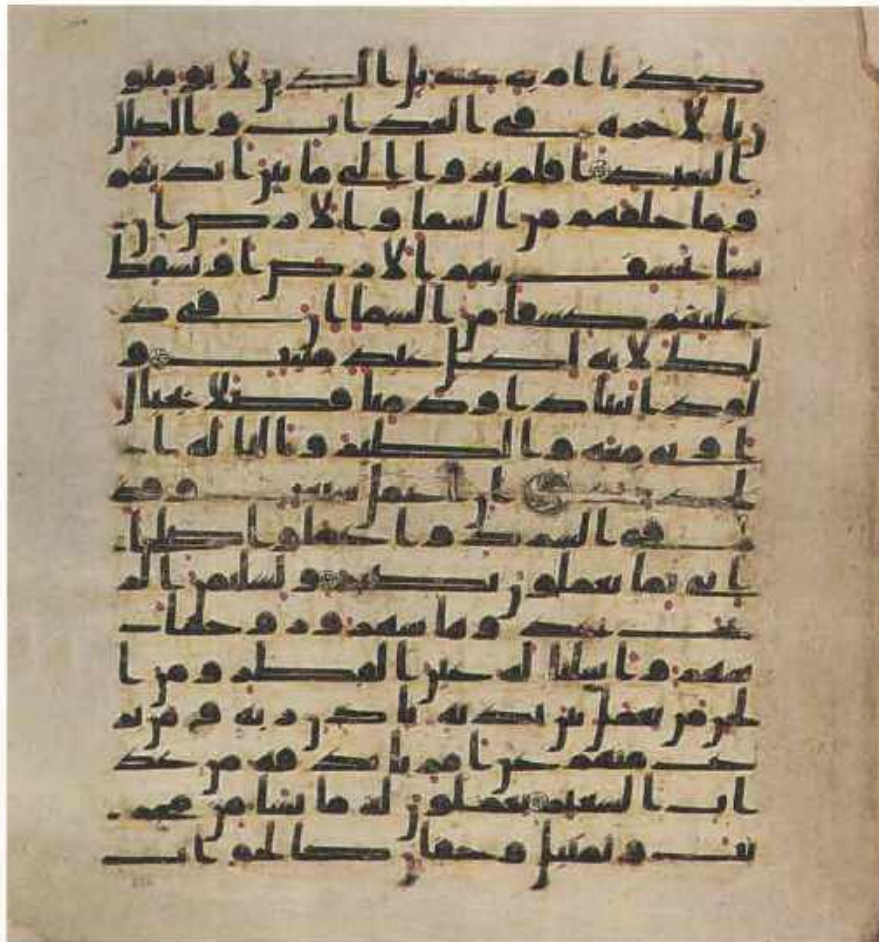 كذبا ام به جنة بل الذين لا يؤمنو
ن بالاخرة في العذاب والضلل
البعيد افلم يروا الى ما بين ايديهم
وما خلفهم من السما والارض ان
نشا نخسف بهم الارض او نسقط
عليهم كسفا من السما ان في ذ
لك لاية لكل عبد منيب و
لقد اتينا داود منا فضلا يجبال
اوبي معه والطير والنا له ا
لحديد ان اعمل سبغت وقد
ر في السرد واعملوا صلحا
اني بما تعملون بصير ولسليمن الر
يح غدوها شهر ورواحها
شهر واسلنا له عين القطر ومن ا
لجن من يعمل بين يديه باذن ربه ومن يز
غ منهم عن امرنا نذقه من عذ
اب السعير يعملون له ما يشا من محر
يب وتمثيل وجفان كالجواب